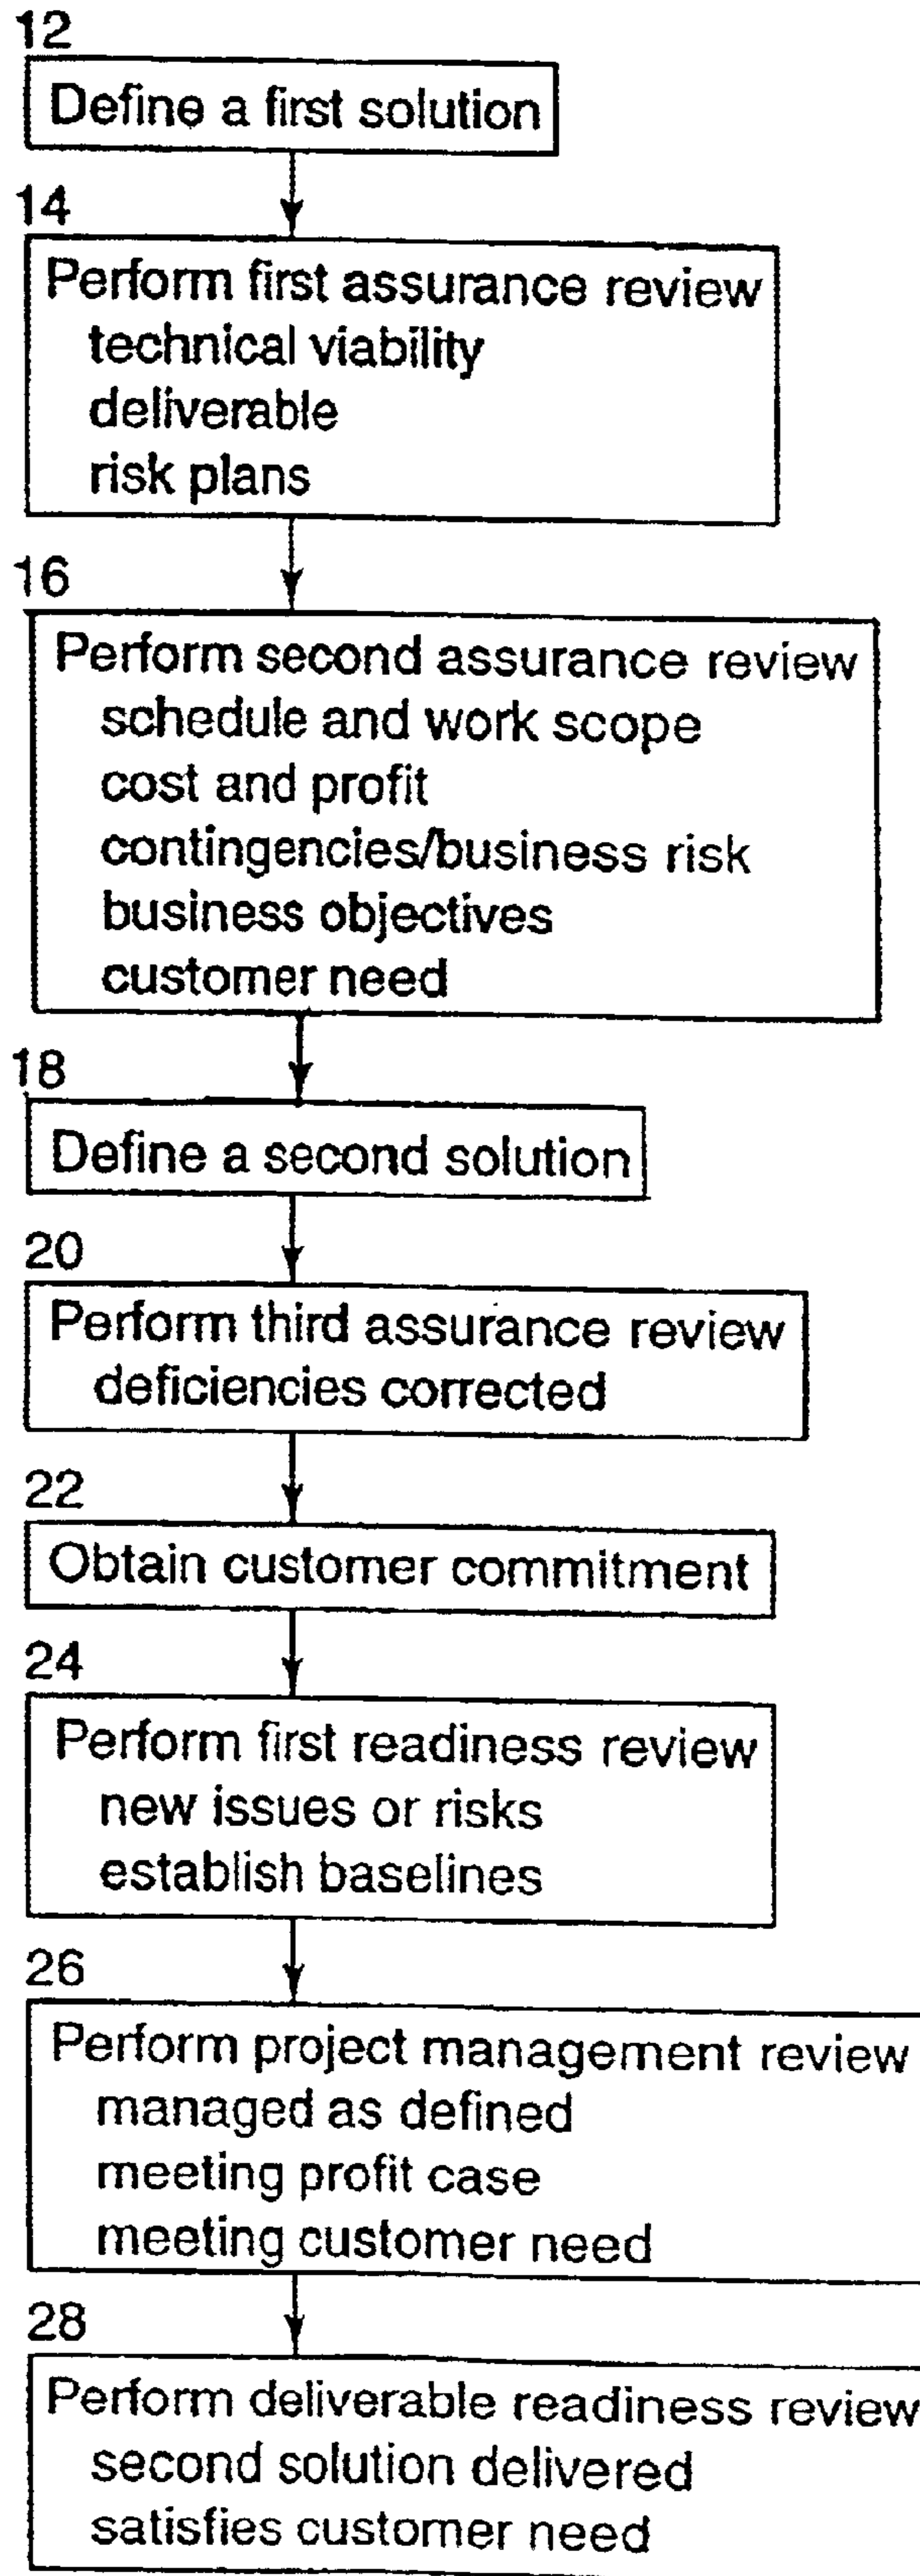 12
Define a first solution
14
Perform first assurance review
technical viability
deliverable
risk plans
16
Perform second assurance review
schedule and work scope
cost and profit
contingencies/business risk
business objectives
customer need
18
Define a second solution
20
Perform third assurance review
deficiencies corrected
22
Obtain customer commitment
24
Perform first readiness review
new issues or risks
establish baselines
26
Perform project management review
managed as defined
meeting profit case
meeting customer need
28
Perform deliverable readiness review
second solution delivered
satisfies customer need